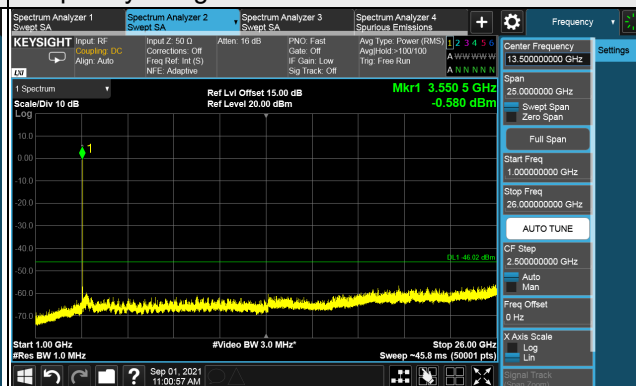 Spectrum Analyzer 1
Swept SA
Spectrum Analyzer 2
Swept SA
Spectrum Analyzer 3
Swept SA
Spectrum Analyzer 4
Spurious Emissions
Frequency
KEYSIGHT
Input: RF
Coupling: DC
Align: Auto
Input Z: 50 Ω
Corrections: Off
Freq Ref: Int (S)
NFE: Adaptive
Atten: 16 dB
PNO: Fast
Gate: Off
IF Gain: Low
Sig Track: Off
Avg Type: Power (RMS)
Avg|Hold:>100/100
Trig: Free Run
1 2 3 4 5 6
A W W W W W
A N N N N N
LXI
1 Spectrum
Scale/Div 10 dB
Log
Ref Lvl Offset 15.00 dB
Ref Level 20.00 dBm
Mkr1 3.550 5 GHz
-0.580 dBm
10.0
0.00
-10.0
-20.0
-30.0
-40.0
-50.0
-60.0
-70.0
1
DL1 -46.02 dBm
Start 1.00 GHz
#Res BW 1.0 MHz
#Video BW 3.0 MHz*
Stop 26.00 GHz
Sweep ~45.8 ms (50001 pts)
Sep 01, 2021
11:00:57 AM
Center Frequency
13.500000000 GHz
Settings
Span
25.0000000 GHz
Swept Span
Zero Span
Full Span
Start Freq
1.000000000 GHz
Stop Freq
26.000000000 GHz
AUTO TUNE
CF Step
2.500000000 GHz
Auto
Man
Freq Offset
0 Hz
X Axis Scale
Log
Lin
Signal Track
(Span Zoom)